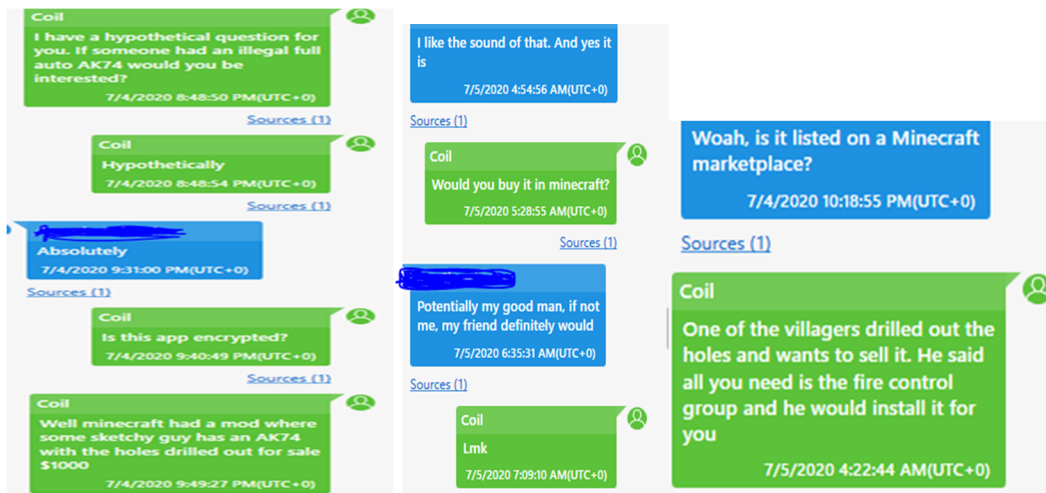 Coil
I have a hypothetical question for
you. If someone had an illegal full
auto AK74 would you be
interested?
7/4/2020 8:48:50 PM(UTC+0)
Sources (1)
Coil
Hypothetically
7/4/2020 8:48:54 PM(UTC+0)
Sources (1)
Absolutely
7/4/2020 9:31:00 PM(UTC+0)
Sources (1)
Coil
Is this app encrypted?
7/4/2020 9:40:49 PM(UTC+0)
Sources (1)
Coil
Well minecraft had a mod where
some sketchy guy has an AK74
with the holes drilled out for sale
$1000
7/4/2020 9:49:27 PM(UTC+0)
I like the sound of that. And yes it
is
7/5/2020 4:54:56 AM(UTC+0)
Sources (1)
Coil
Would you buy it in minecraft?
7/5/2020 5:28:55 AM(UTC+0)
Sources (1)
Potentially my good man, if not
me, my friend definitely would
7/5/2020 6:35:31 AM(UTC+0)
Sources (1)
Coil
Lmk
7/5/2020 7:09:10 AM(UTC+0)
Woah, is it listed on a Minecraft
marketplace?
7/4/2020 10:18:55 PM(UTC+0)
Sources (1)
Coil
One of the villagers drilled out the
holes and wants to sell it. He said
all you need is the fire control
group and he would install it for
you
7/5/2020 4:22:44 AM(UTC+0)